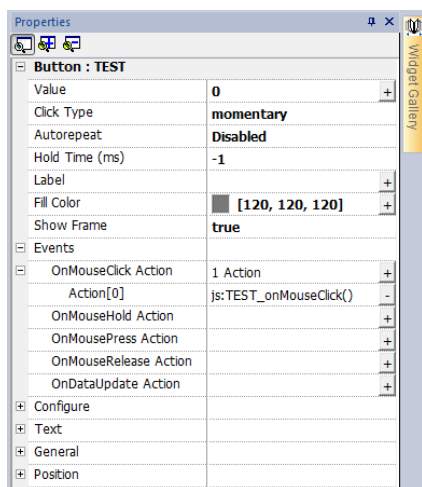 Properties
Button : TEST
Value 0 +
Click Type momentary
Autorepeat Disabled
Hold Time (ms) -1
Label +
Fill Color [120, 120, 120] +
Show Frame true
Events
OnMouseClick Action 1 Action +
Action[0] js:TEST_onMouseClick() -
OnMouseHold Action +
OnMousePress Action +
OnMouseRelease Action +
OnDataUpdate Action +
Configure
Text
General
Position
Widget Gallery